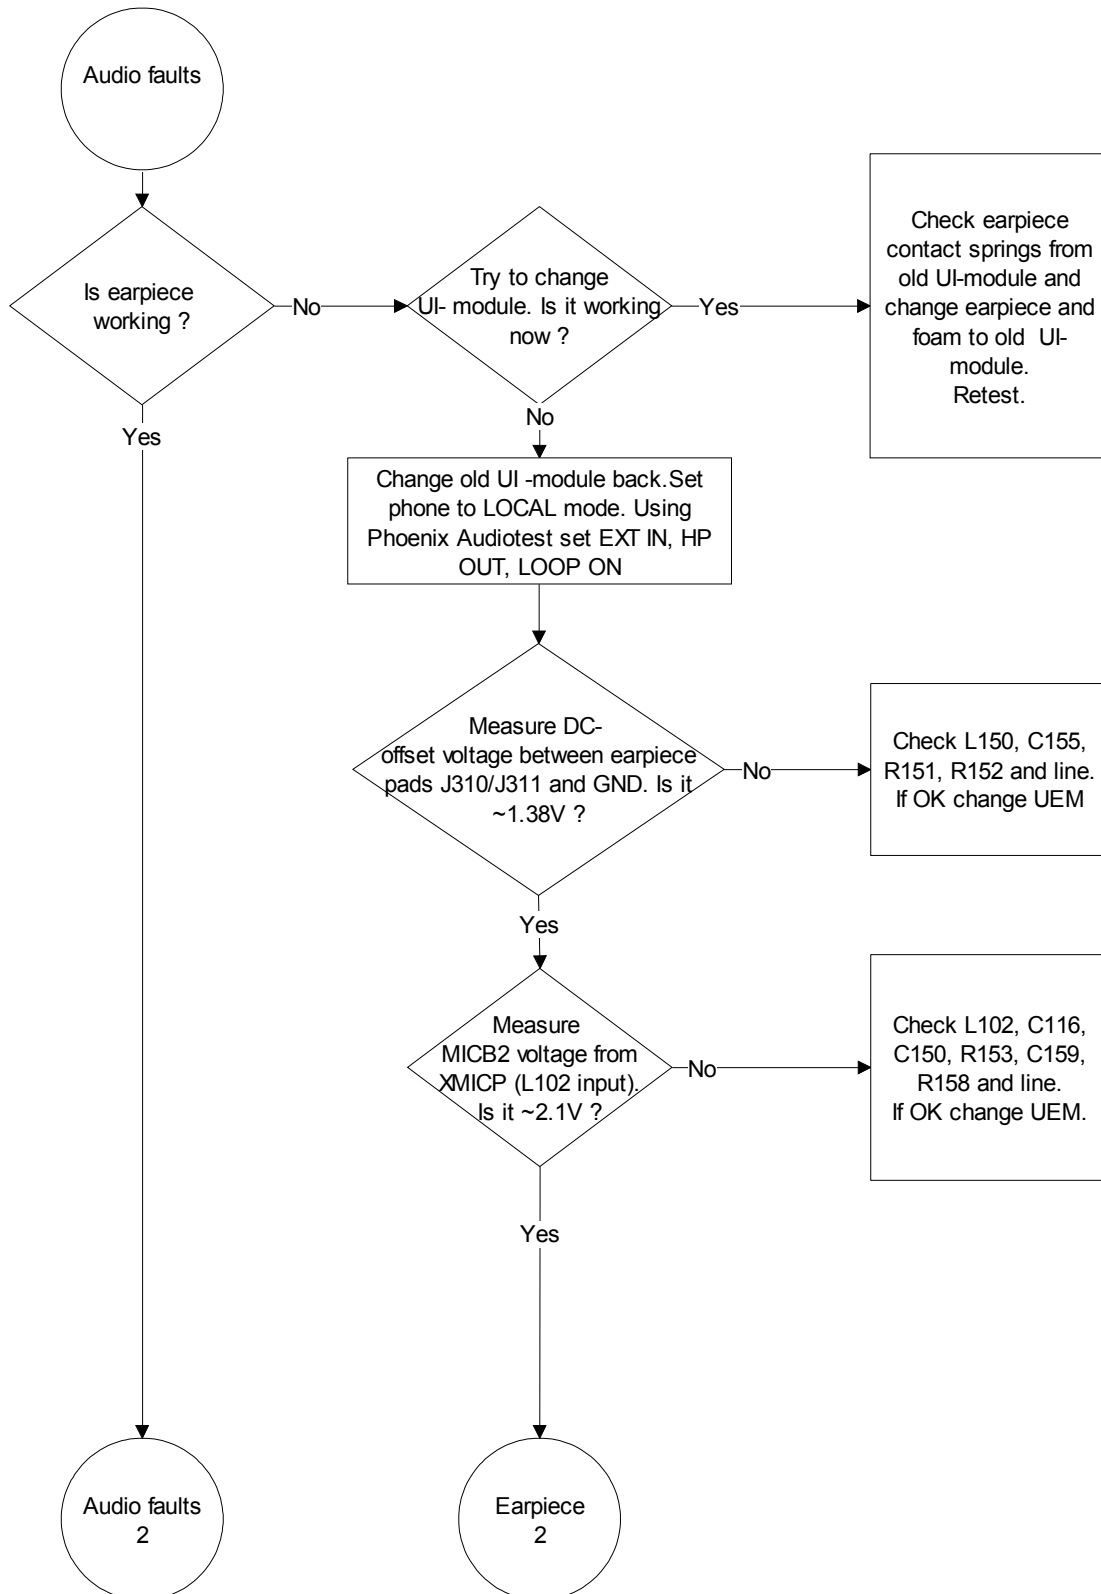 Audio faults
Is earpiece
working ?
No
Try to change
UI- module. Is it working
now ?
Yes
Check earpiece
contact springs from
old UI-module and
change earpiece and
foam to old  UI-
module.
Retest.
Yes
No
Change old UI -module back.Set
phone to LOCAL mode. Using
Phoenix Audiotest set EXT IN, HP
OUT, LOOP ON
Measure DC-
offset voltage between earpiece
pads J310/J311 and GND. Is it
~1.38V ?
No
Check L150, C155,
R151, R152 and line.
If OK change UEM
Yes
Measure
MICB2 voltage from
XMICP (L102 input).
Is it ~2.1V ?
No
Check L102, C116,
C150, R153, C159,
R158 and line.
If OK change UEM.
Yes
Audio faults
2
Earpiece
2